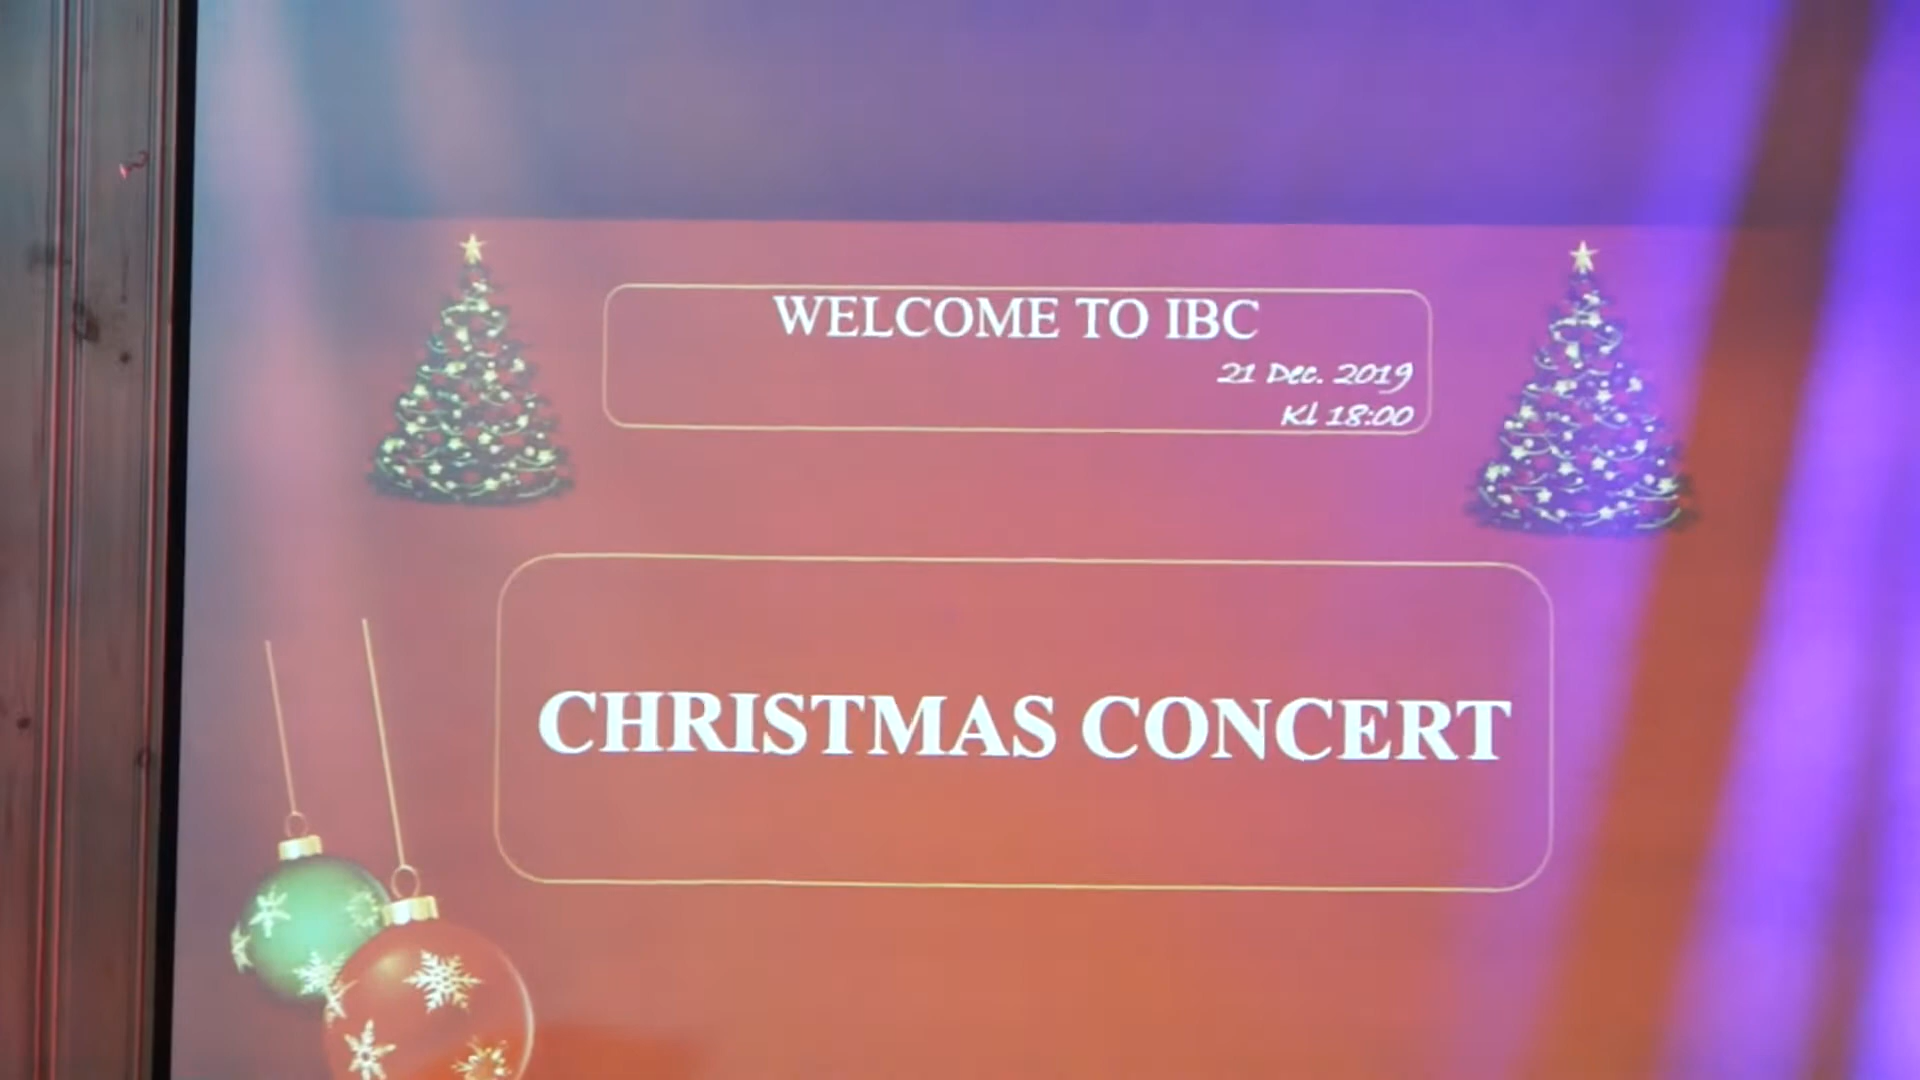 WELCOME TO IBC
21 Dec. 2019
Kl 18:00
CHRISTMAS CONCERT